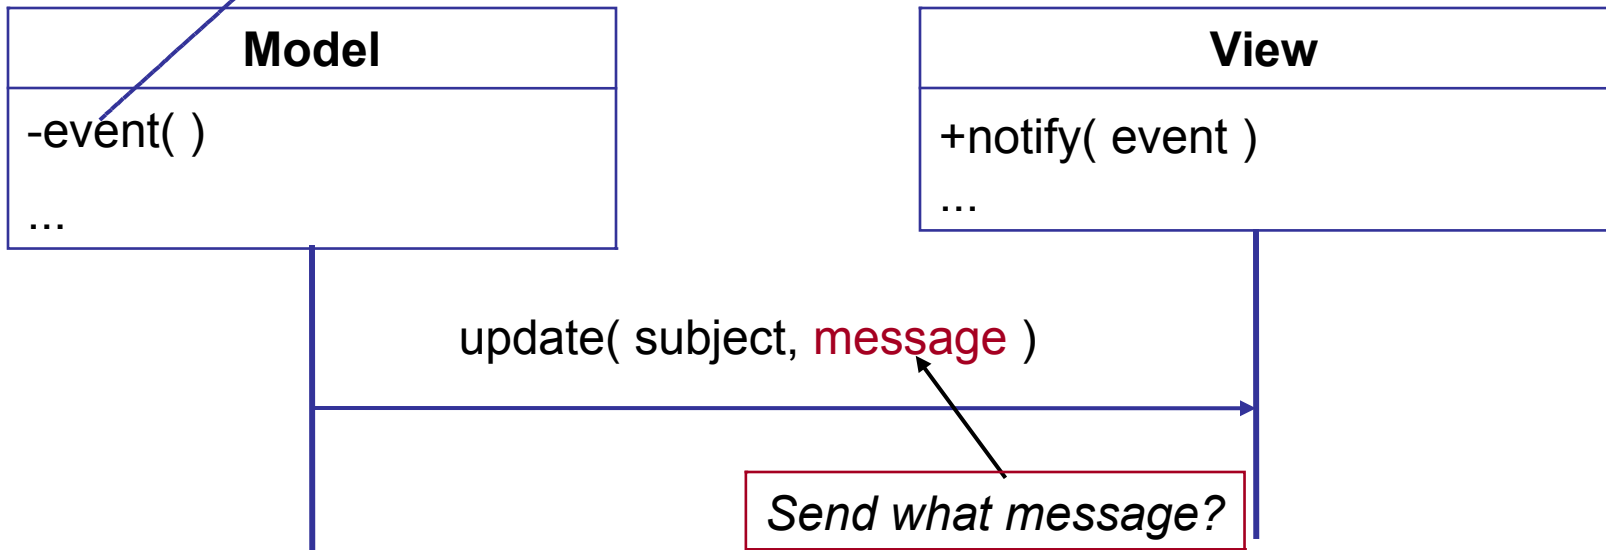 Model
-event( )
...
View
+notify( event )
...
update( subject, message )
Send what message?